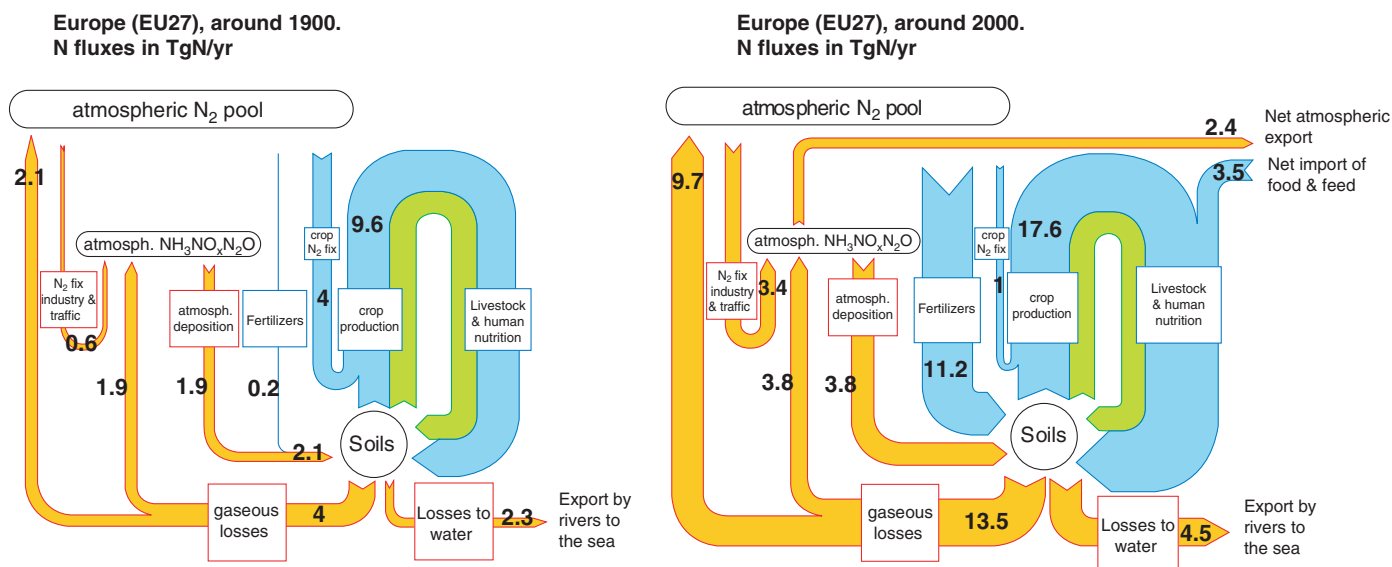 Europe (EU27), around 1900.
N fluxes in TgN/yr
atmospheric N₂ pool
2.1
9.6
atmosph. NH₃NOₓN₂O
crop
N₂ fix
N₂ fix
industry &
traffic
atmosph.
deposition
Fertilizers
4
crop
production
Livestock
& human
nutrition
0.6
1.9
1.9
0.2
Soils
2.1
gaseous
losses
4
Losses to
water
2.3
Export by
rivers to
the sea
Europe (EU27), around 2000.
N fluxes in TgN/yr
atmospheric N₂ pool
2.4
Net atmospheric
export
9.7
3.5
Net import of
food & feed
atmosph. NH₃NOₓN₂O
crop
N₂ fix
17.6
N₂ fix
industry
& traffic
3.4
atmosph.
deposition
Fertilizers
1
crop
production
Livestock
& human
nutrition
3.8
3.8
11.2
Soils
gaseous
losses
13.5
Losses to
water
4.5
Export by
rivers to
the sea